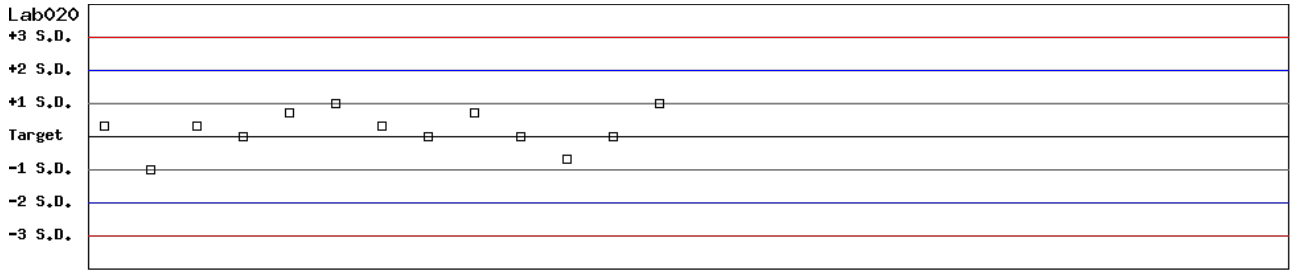 Lab020
+3 S.D.
+2 S.D.
+1 S.D.
Target
-1 S.D.
-2 S.D.
-3 S.D.